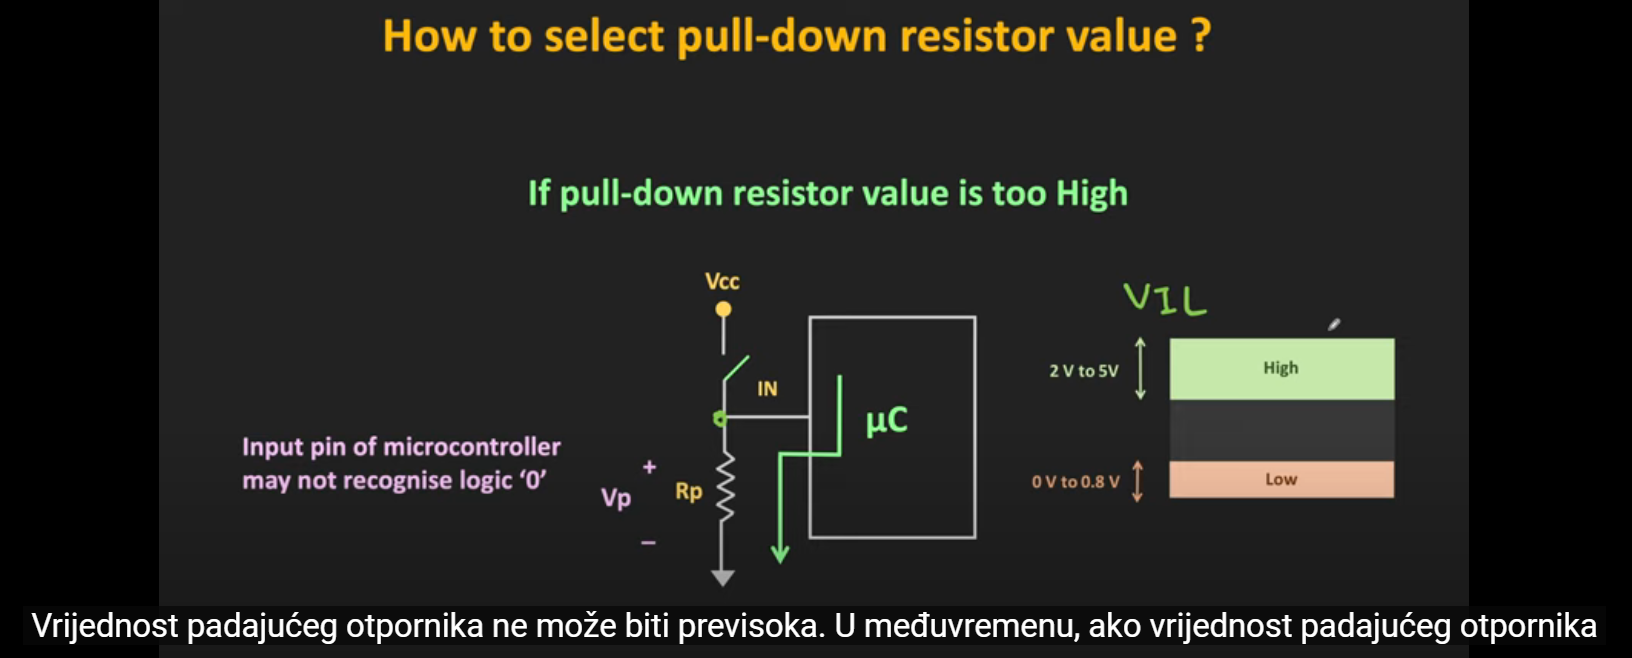 How to select pull-down resistor value ?
If pull-down resistor value is too High
Vcc
IN
µC
Input pin of microcontroller
may not recognise logic ‘0’
+
Vp
–
Rp
VIL
2 V to 5V
High
0 V to 0.8 V
Low
Vrijednost padajućeg otpornika ne može biti previsoka. U međuvremenu, ako vrijednost padajućeg otpornika